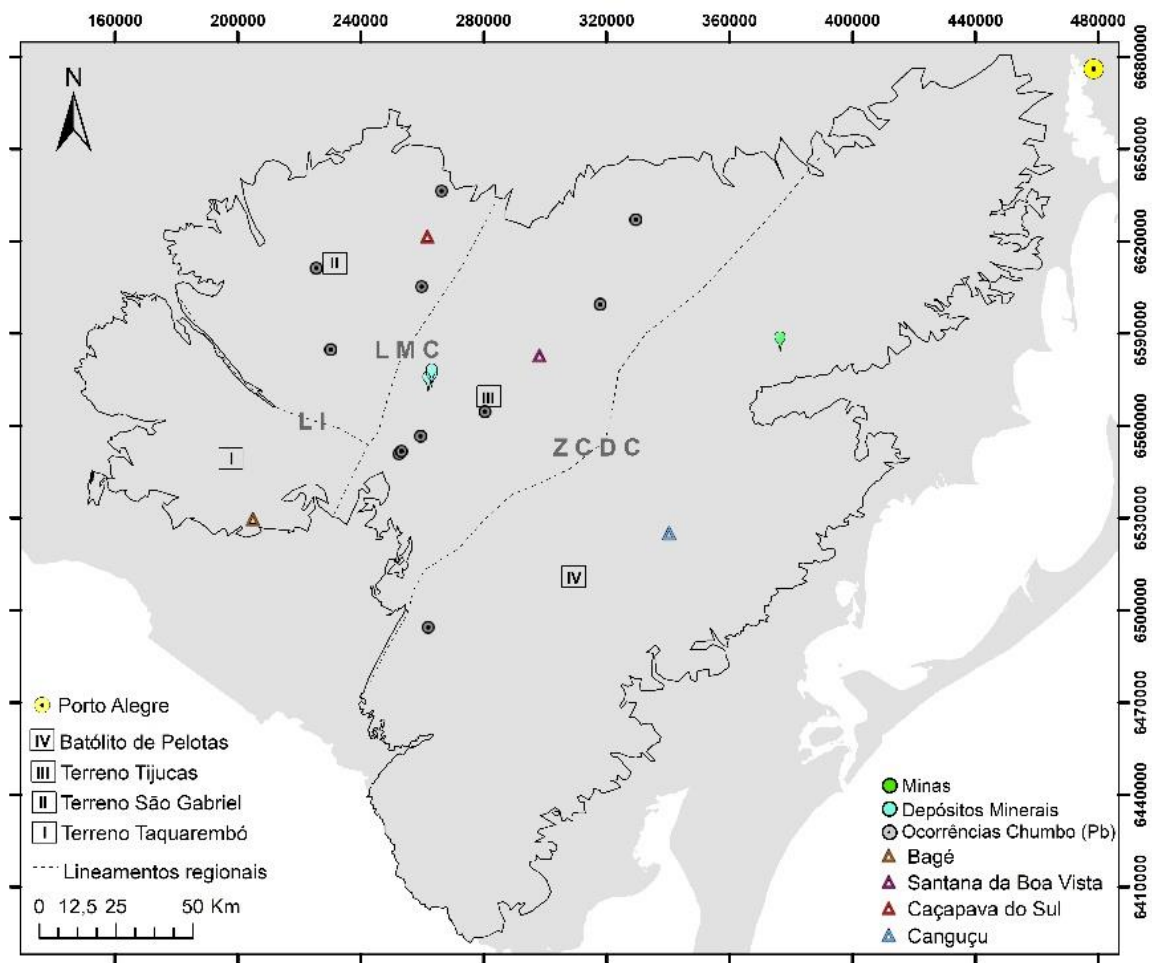 160000 200000 240000 280000 320000 360000 400000 440000 480000
N
6680000
6650000
6620000
6590000
6560000
6530000
6500000
6470000
6440000
6410000
II
LMC
III
LI
I
ZCDC
IV
Porto Alegre
IV Batólito de Pelotas
III Terreno Tijucas
II Terreno São Gabriel
I Terreno Taquarembó
Lineamentos regionais
0 12,5 25 50 Km
Minas
Depósitos Minerais
Ocorrências Chumbo (Pb)
Bagé
Santana da Boa Vista
Caçapava do Sul
Canguçu